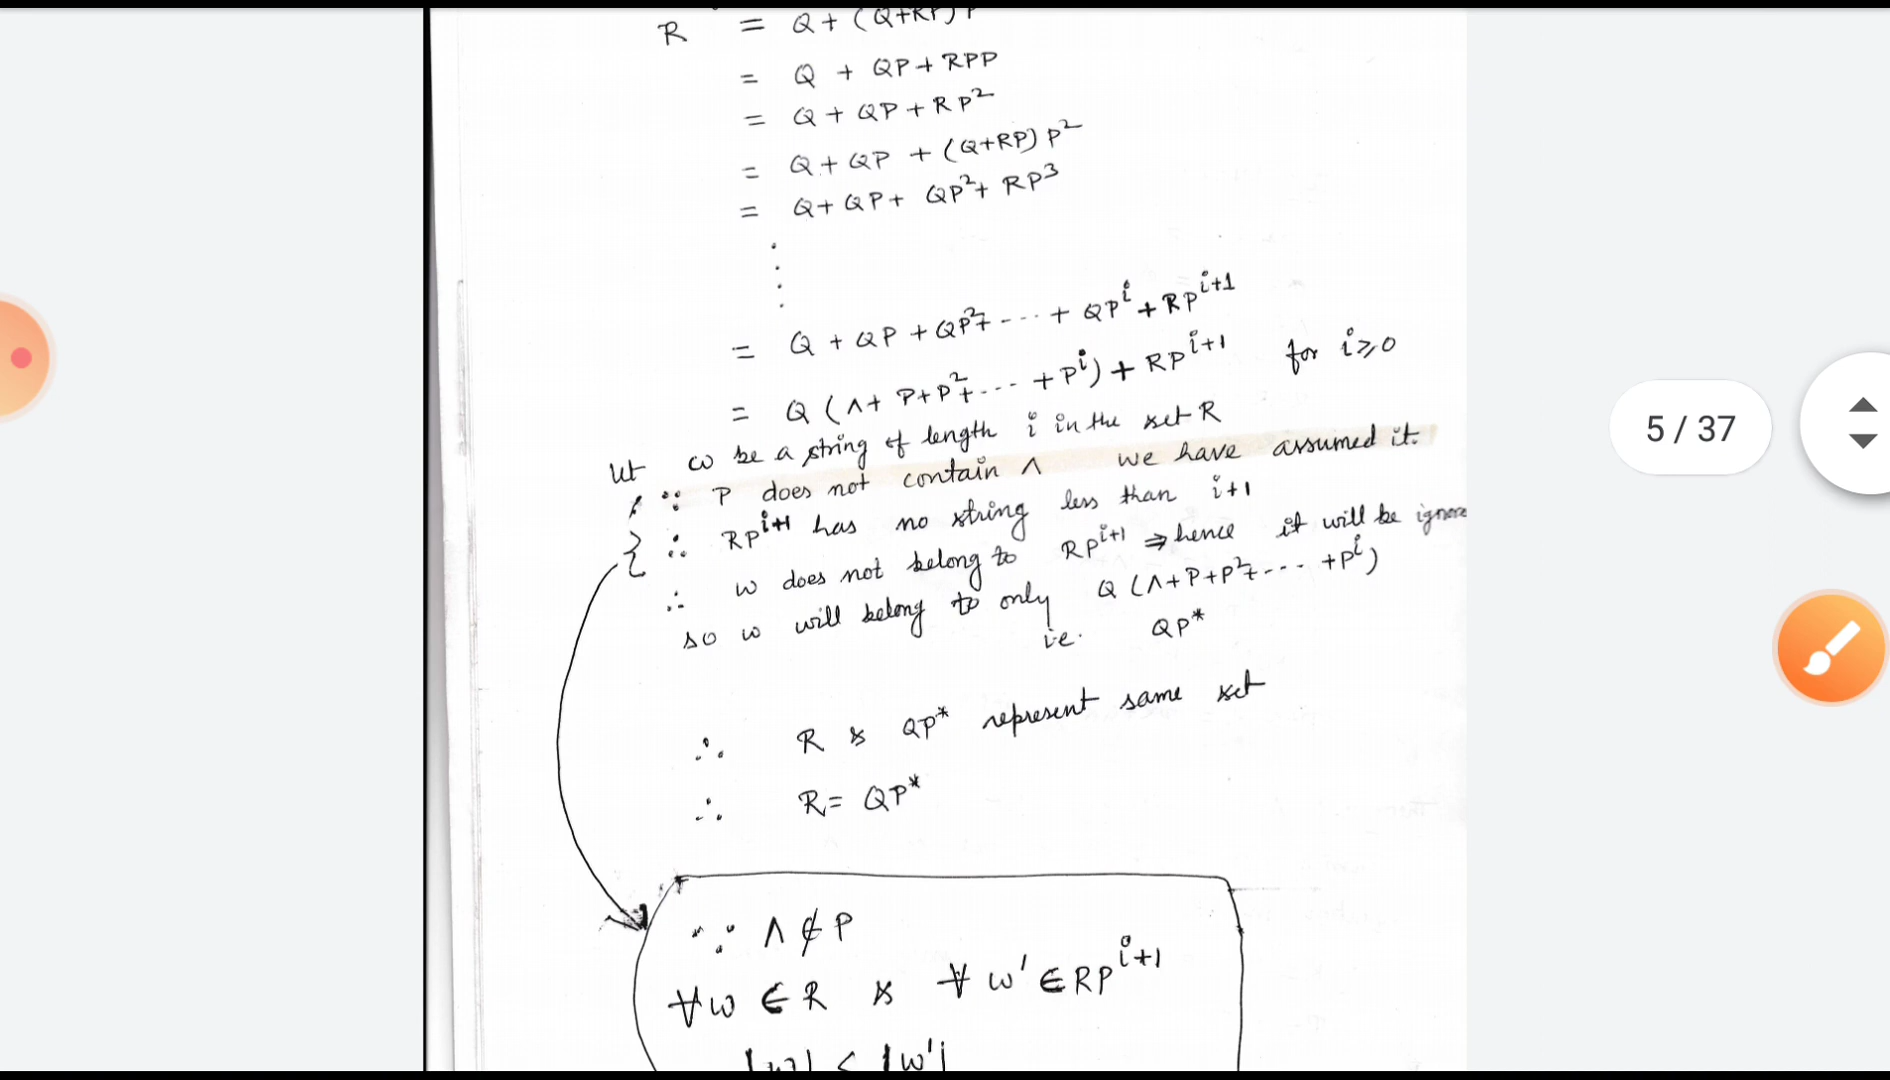 R = Q + (Q+RP) P
= Q + QP + RPP
= Q + QP + RP²
= Q + QP + (Q+RP) P²
= Q + QP + QP² + RP³
= Q + QP + QP² + --- + QPⁱ + RPⁱ⁺¹
= Q (Λ + P + P² + --- + Pⁱ) + RPⁱ⁺¹ for i ≥ 0
Let ω be a string of length i in the set R
∵ P does not contain Λ we have assumed it.
∴ RPⁱ⁺¹ has no string less than i+1
∴ w does not belong to RPⁱ⁺¹ ⇒ hence it will be ignore
so w will belong to only Q (Λ + P + P² + --- + Pⁱ)
i.e. QP*
∴ R & QP* represent same set
∴ R = QP*
∵ Λ ∉ P
∀ w ∈ R & ∀ w' ∈ RPⁱ⁺¹
|w| < |w'|
5 / 37